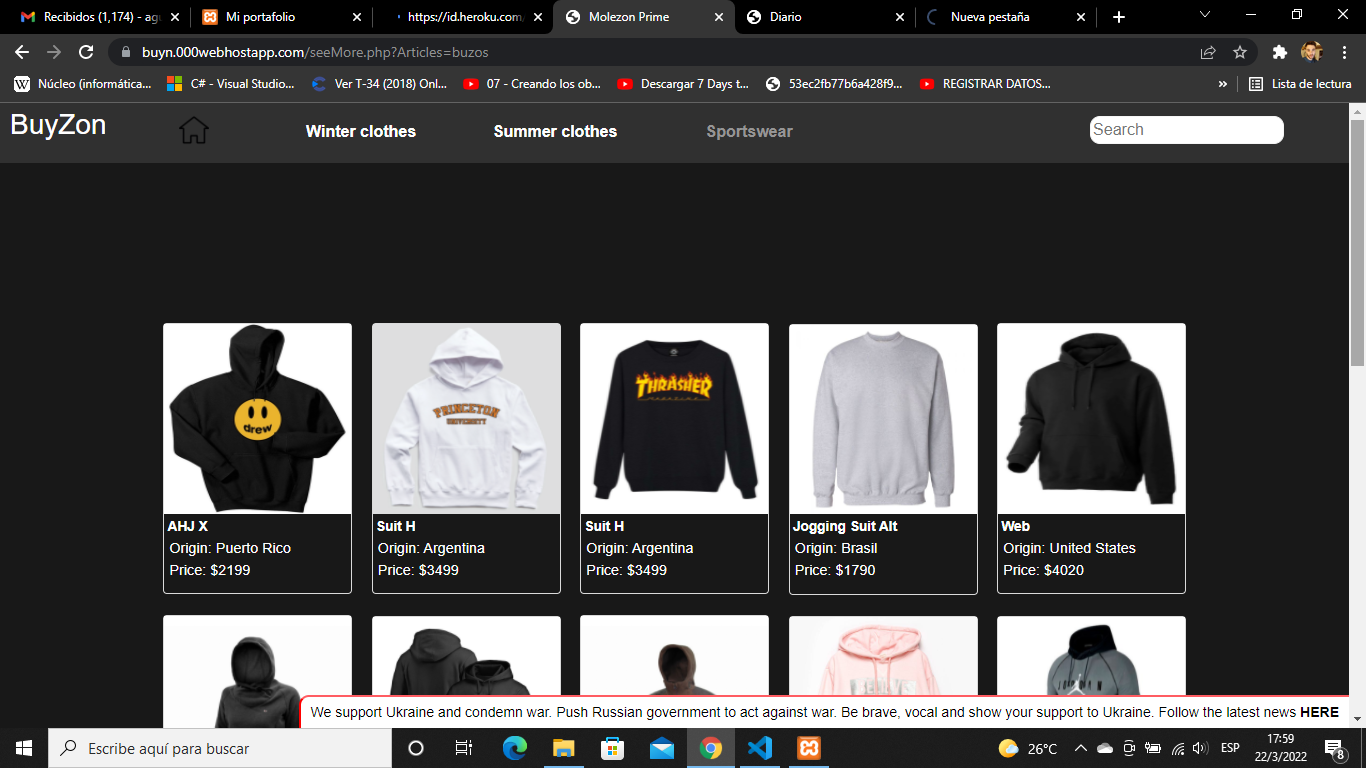 Recibidos (1,174) - ag
Mi portafolio
https://id.heroku.com/
Molezon Prime
Diario
Nueva pestaña
buyn.000webhostapp.com/seeMore.php?Articles=buzos
Núcleo (informática...
C# - Visual Studio...
Ver T-34 (2018) Onl...
07 - Creando los ob...
Descargar 7 Days t...
53ec2fb77b6a428f9...
REGISTRAR DATOS...
»
Lista de lectura
BuyZon
Winter clothes
Summer clothes
Sportswear
Search
drew
PRINCETON
UNIVERSITY
THRASHER
MAGAZINE
AHJ X
Origin: Puerto Rico
Price: $2199
Suit H
Origin: Argentina
Price: $3499
Suit H
Origin: Argentina
Price: $3499
Jogging Suit Alt
Origin: Brasil
Price: $1790
Web
Origin: United States
Price: $4020
JORDAN
We support Ukraine and condemn war. Push Russian government to act against war. Be brave, vocal and show your support to Ukraine. Follow the latest news HERE
Escribe aquí para buscar
26°C
ESP
17:59
22/3/2022
8